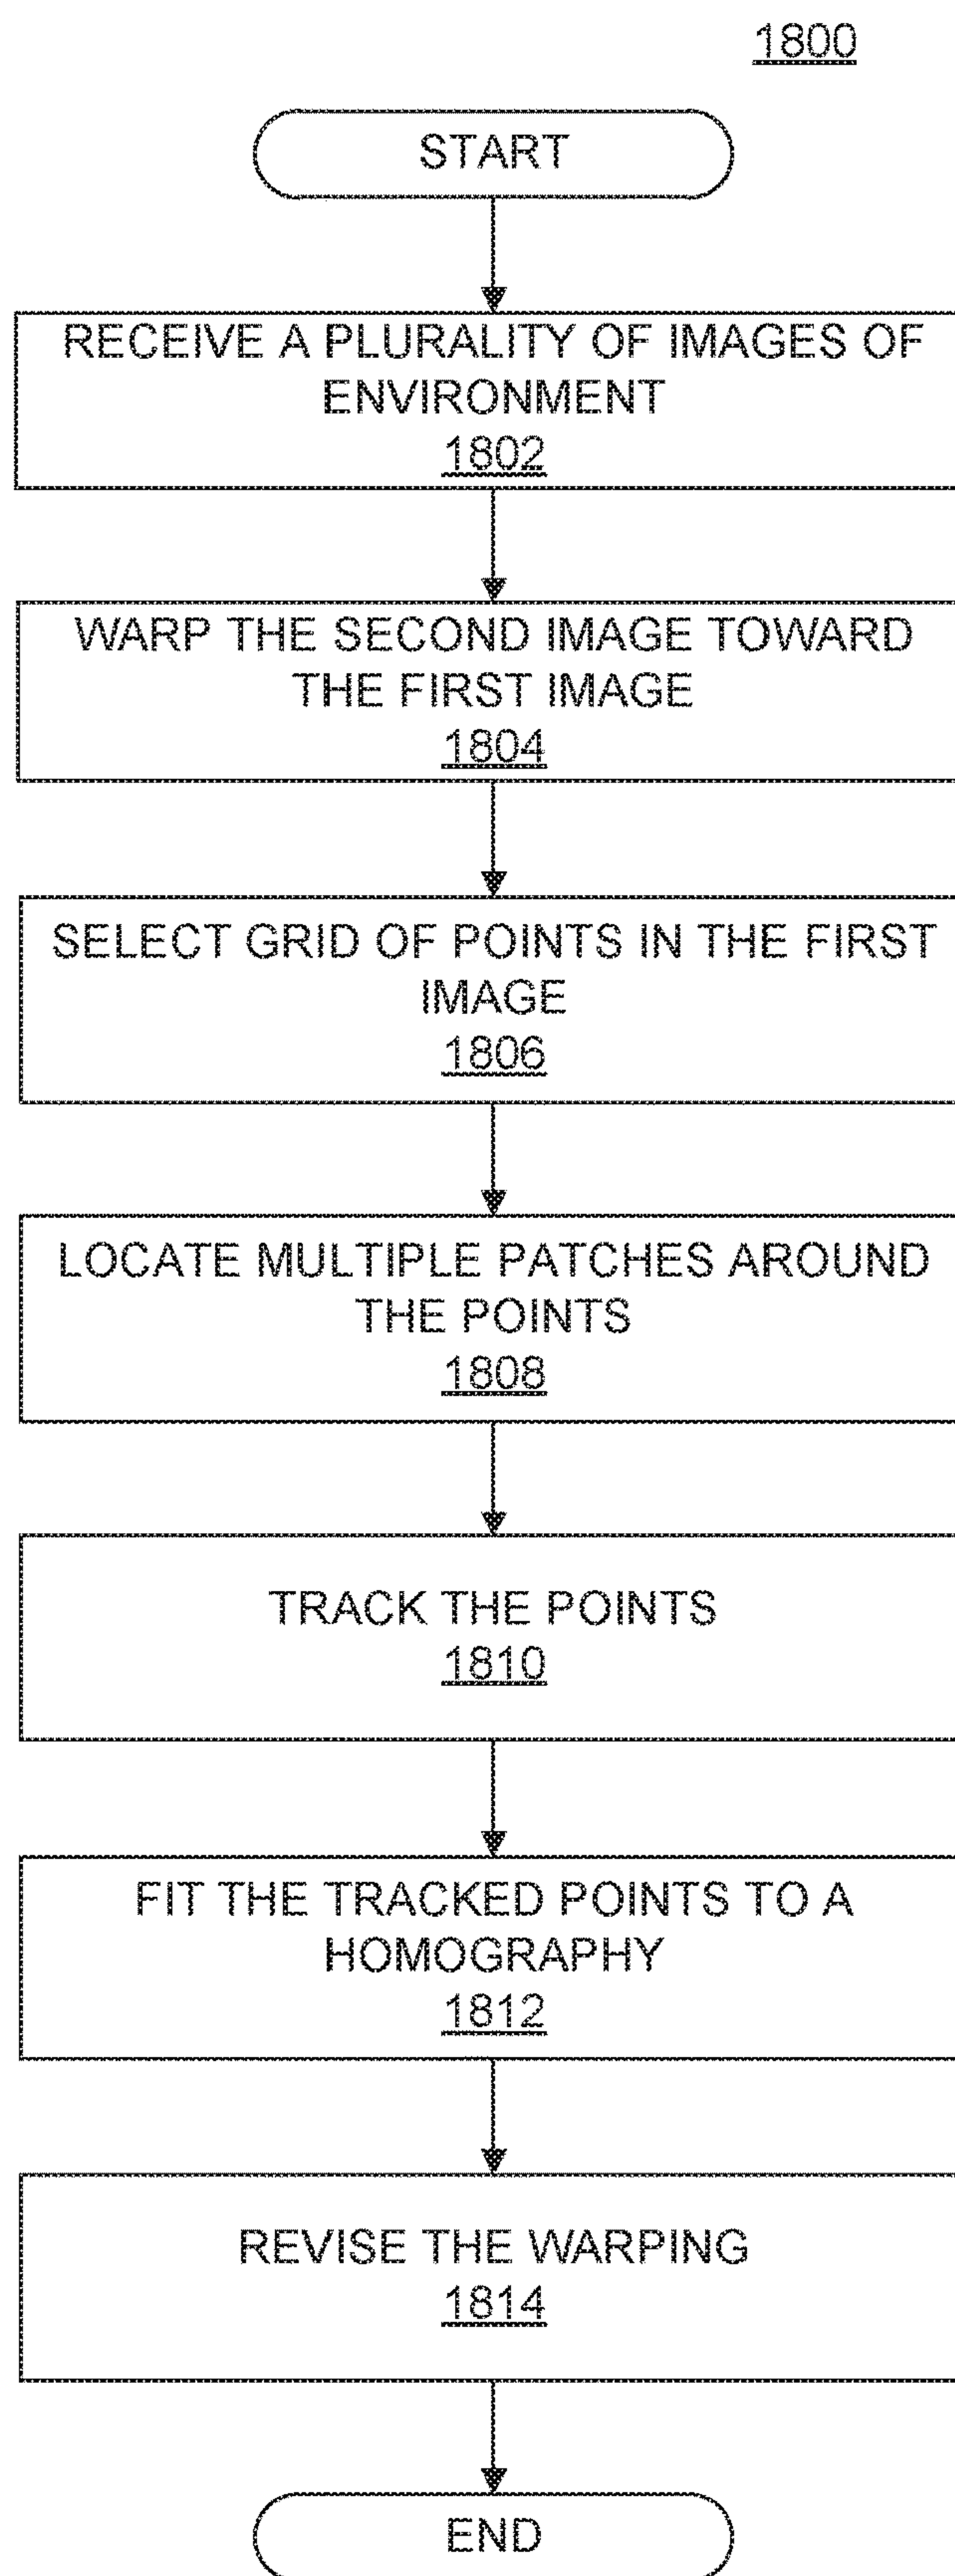 1800
START
RECEIVE A PLURALITY OF IMAGES OF
ENVIRONMENT
1802
WARP THE SECOND IMAGE TOWARD
THE FIRST IMAGE
1804
SELECT GRID OF POINTS IN THE FIRST
IMAGE
1806
LOCATE MULTIPLE PATCHES AROUND
THE POINTS
1808
TRACK THE POINTS
1810
FIT THE TRACKED POINTS TO A
HOMOGRAPHY
1812
REVISE THE WARPING
1814
END